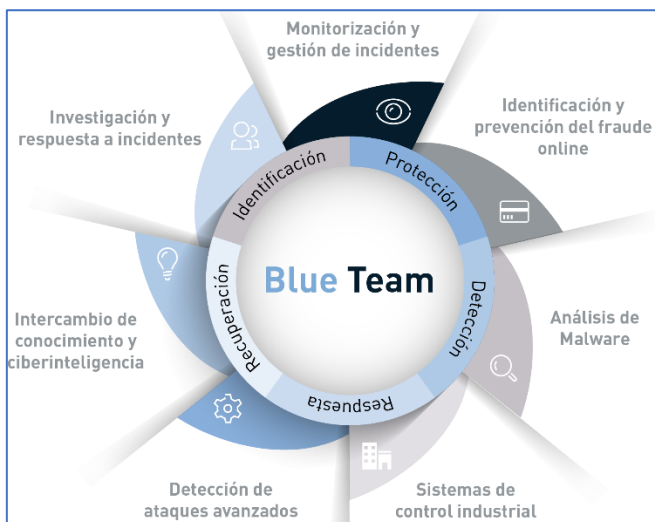 Monitorización y
gestión de incidentes
Identificación y
prevención del fraude
online
Análisis de
Malware
Sistemas de
control industrial
Detección de
ataques avanzados
Intercambio de
conocimiento y
ciberinteligencia
Investigación y
respuesta a incidentes
Identificación
Protección
Detección
Respuesta
Recuperación
Blue Team